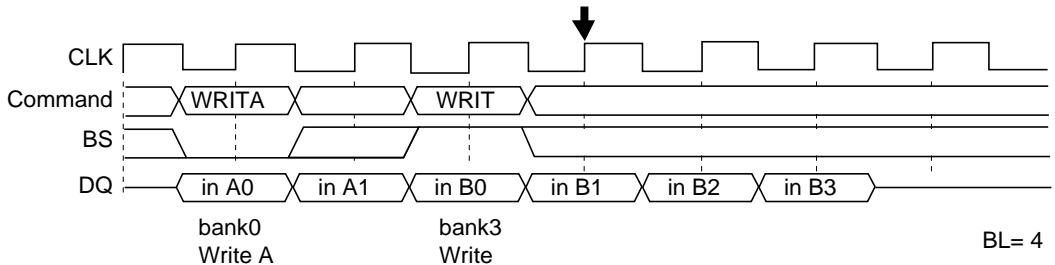 CLK
Command WRITA WRIT
BS
DQ in A0 in A1 in B0 in B1 in B2 in B3
bank0 bank3
Write A Write BL= 4